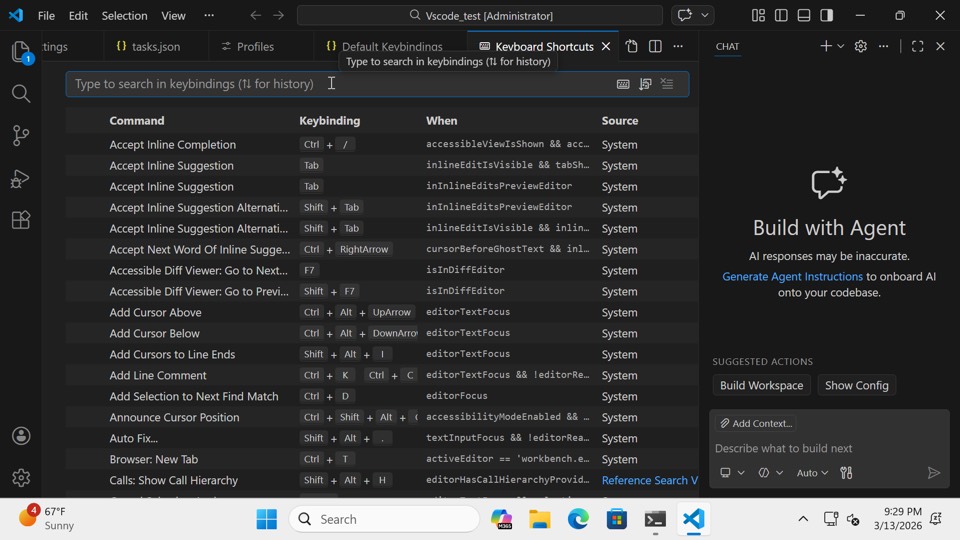 File Edit Selection View ···
Vscode_test [Administrator]
tings
{} tasks.json
Profiles
{} Default Keybindings
Keyboard Shortcuts
Type to search in keybindings (⇅ for history)
Type to search in keybindings (⇅ for history)
Command Keybinding When Source
Accept Inline Completion Ctrl + / accessibleViewIsShown && acc… System
Accept Inline Suggestion Tab inlineEditIsVisible && tabSh… System
Accept Inline Suggestion Tab inInlineEditsPreviewEditor System
Accept Inline Suggestion Alternati… Shift + Tab inInlineEditsPreviewEditor System
Accept Inline Suggestion Alternati… Shift + Tab inlineEditIsVisible && inlin… System
Accept Next Word Of Inline Sugge… Ctrl + RightArrow cursorBeforeGhostText && inl… System
Accessible Diff Viewer: Go to Next… F7 isInDiffEditor System
Accessible Diff Viewer: Go to Previ… Shift + F7 isInDiffEditor System
Add Cursor Above Ctrl + Alt + UpArrow editorTextFocus System
Add Cursor Below Ctrl + Alt + DownArrow editorTextFocus System
Add Cursors to Line Ends Shift + Alt + I editorTextFocus System
Add Line Comment Ctrl + K Ctrl + C editorTextFocus && !editorRe… System
Add Selection to Next Find Match Ctrl + D editorFocus System
Announce Cursor Position Ctrl + Shift + Alt + accessibilityModeEnabled && … System
Auto Fix... Shift + Alt + . textInputFocus && !editorRea… System
Browser: New Tab Ctrl + T activeEditor == 'workbench.e… System
Calls: Show Call Hierarchy Shift + Alt + H editorHasCallHierarchyProvid… Reference Search V
CHAT
Build with Agent
AI responses may be inaccurate.
Generate Agent Instructions to onboard AI
onto your codebase.
SUGGESTED ACTIONS
Build Workspace
Show Config
Add Context...
Describe what to build next
Auto
1
4
67°F
Sunny
Search
M365
9:29 PM
3/13/2026